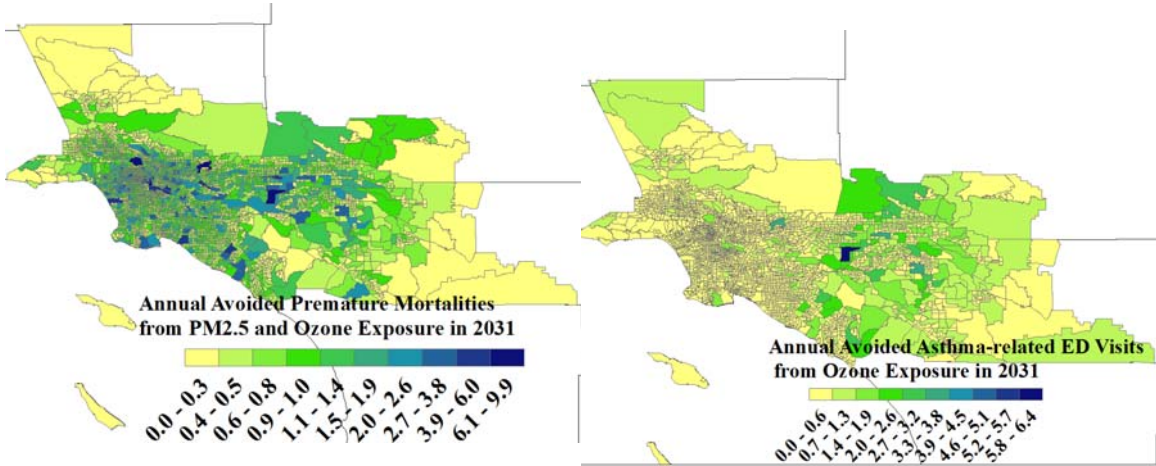 Annual Avoided Premature Mortalities
from PM2.5 and Ozone Exposure in 2031
0.0 - 0.3
0.4 - 0.5
0.6 - 0.8
0.9 - 1.0
1.1 - 1.4
1.5 - 1.9
2.0 - 2.6
2.7 - 3.8
3.9 - 6.0
6.1 - 9.9
Annual Avoided Asthma-related ED Visits
from Ozone Exposure in 2031
0.0 - 0.6
0.7 - 1.3
1.4 - 1.9
2.0 - 2.6
2.7 - 3.2
3.3 - 3.8
3.9 - 4.5
4.6 - 5.1
5.2 - 5.7
5.8 - 6.4